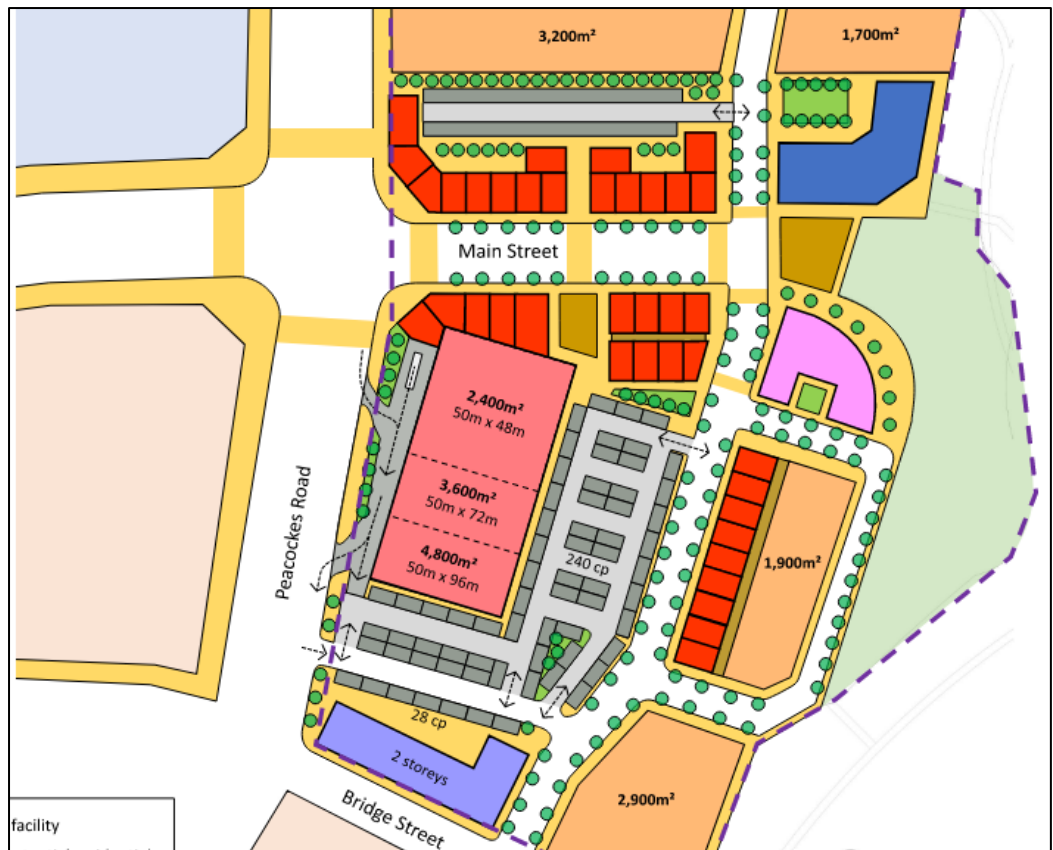 3,200m²
1,700m²
Main Street
2,400m²
50m x 48m
3,600m²
50m x 72m
4,800m²
50m x 96m
240 cp
1,900m²
Peacockes Road
28 cp
2 storeys
2,900m²
Bridge Street
facility